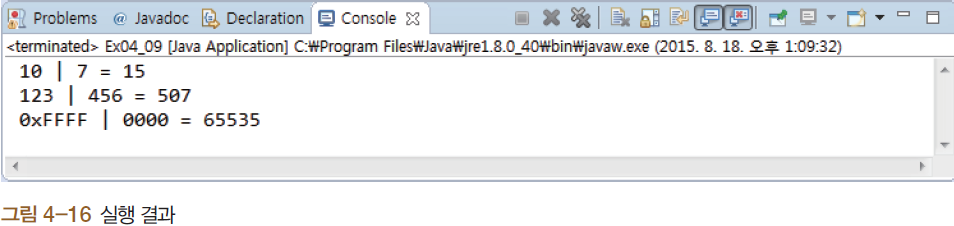 Problems @ Javadoc Declaration Console
<terminated> Ex04_09 [Java Application] C:₩Program Files₩Java₩jre1.8.0_40₩bin₩javaw.exe (2015. 8. 18. 오후 1:09:32)
10 | 7 = 15
123 | 456 = 507
0xFFFF | 0000 = 65535
그림 4-16 실행 결과